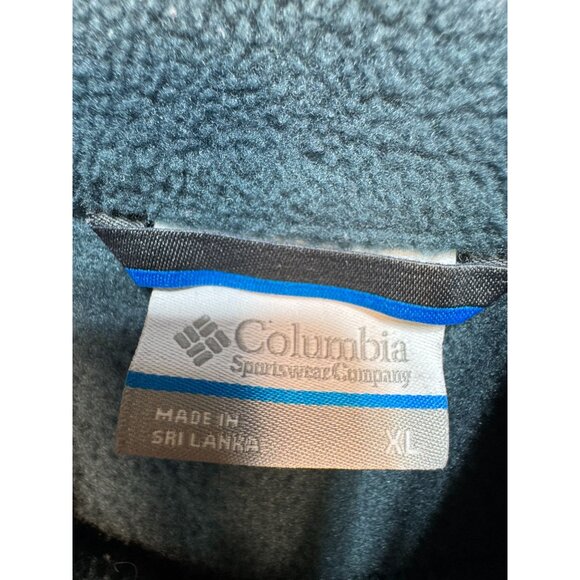 Columbia
Sportswear Company
MADE IN
SRI LANKA
XL